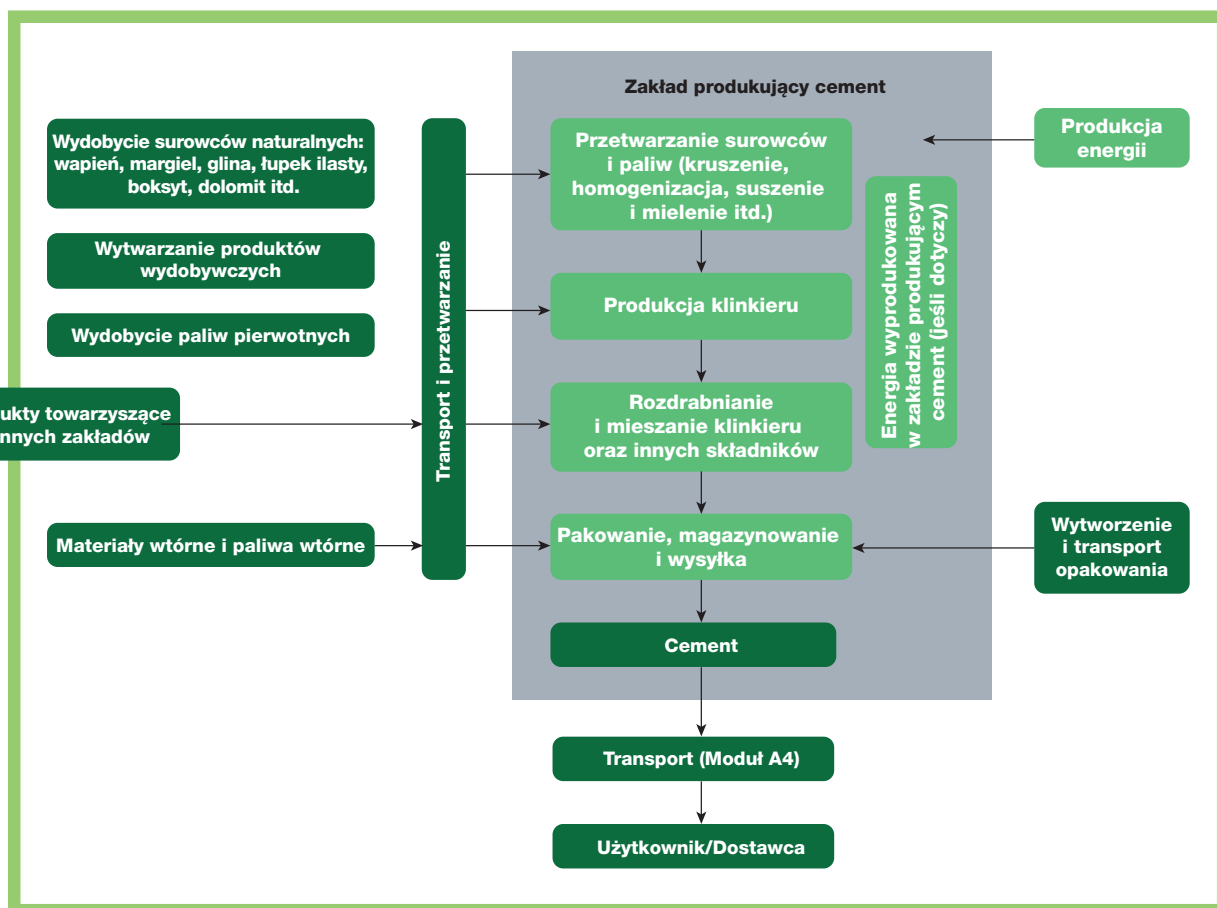 Zakład produkujący cement
Wydobycie surowców naturalnych:
wapień, margiel, glina, łupek ilasty,
boksyt, dolomit itd.
Wytwarzanie produktów
wydobywczych
Wydobycie paliw pierwotnych
towarzyszące
zakładów
Materiały wtórne i paliwa wtórne
Transport i przetwarzanie
Przetwarzanie surowców
i paliw (kruszenie,
homogenizacja, suszenie
i mielenie itd.)
Produkcja klinkieru
Rozdrabnianie
i mieszanie klinkieru
oraz innych składników
Pakowanie, magazynowanie
i wysyłka
Cement
Transport (Moduł A4)
Użytkownik/Dostawca
Energia wyprodukowana
w zakładzie produkującym
cement (jeśli dotyczy)
Produkcja
energii
Wytworzenie
i transport
opakowania